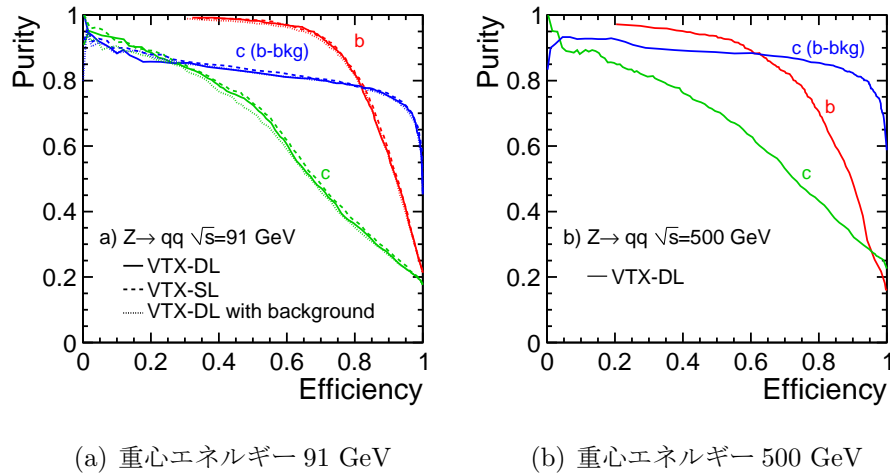 Purity
1
0.8
0.6
0.4
0.2
0
0
0.2
0.4
0.6
0.8
1
Efficiency
c (b-bkg)
b
c
a) Z→ qq √s=91 GeV
VTX-DL
VTX-SL
VTX-DL with background
Purity
1
0.8
0.6
0.4
0.2
0
0
0.2
0.4
0.6
0.8
1
Efficiency
c (b-bkg)
b
c
b) Z→ qq √s=500 GeV
VTX-DL
(a) 重心エネルギー 91 GeV
(b) 重心エネルギー 500 GeV